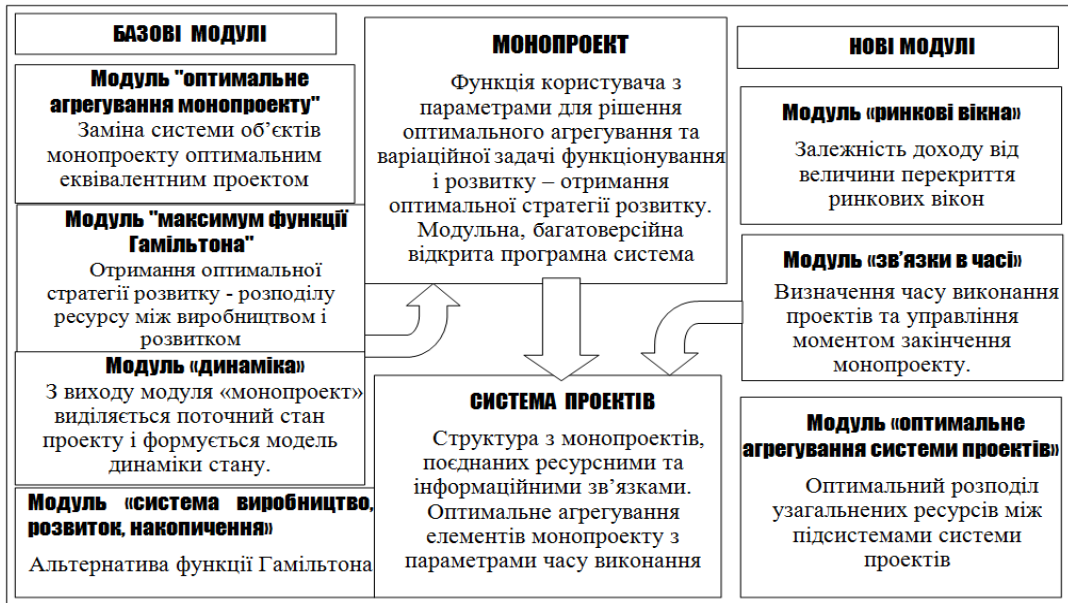 БАЗОВІ МОДУЛІ
Модуль "оптимальне
агрегування монопроекту"
Заміна системи об’єктів
монопроекту оптимальним
еквівалентним проектом
Модуль "максимум функції
Гамільтона"
Отримання оптимальної
стратегії розвитку - розподілу
ресурсу між виробництвом і
розвитком
Модуль «динаміка»
З виходу модуля «монопроект»
виділяється поточний стан
проекту і формується модель
динаміки стану.
Модуль «система виробництво,
розвиток, накопичення»
Альтернатива функції Гамільтона
МОНОПРОЕКТ
Функція користувача з
параметрами для рішення
оптимального агрегування та
варіаційної задачі функціонування
і розвитку – отримання
оптимальної стратегії розвитку.
Модульна, багатоверсійна
відкрита програмна система
СИСТЕМА ПРОЕКТІВ
Структура з монопроектів,
поєднаних ресурсними та
інформаційними зв’язками.
Оптимальне агрегування
елементів монопроекту з
параметрами часу виконання
НОВІ МОДУЛІ
Модуль «ринкові вікна»
Залежність доходу від
величини перекриття
ринкових вікон
Модуль «зв’язки в часі»
Визначення часу виконання
проектів та управління
моментом закінчення
монопроекту.
Модуль «оптимальне
агрегування системи проектів»
Оптимальний розподіл
узагальнених ресурсів між
підсистемами системи
проектів